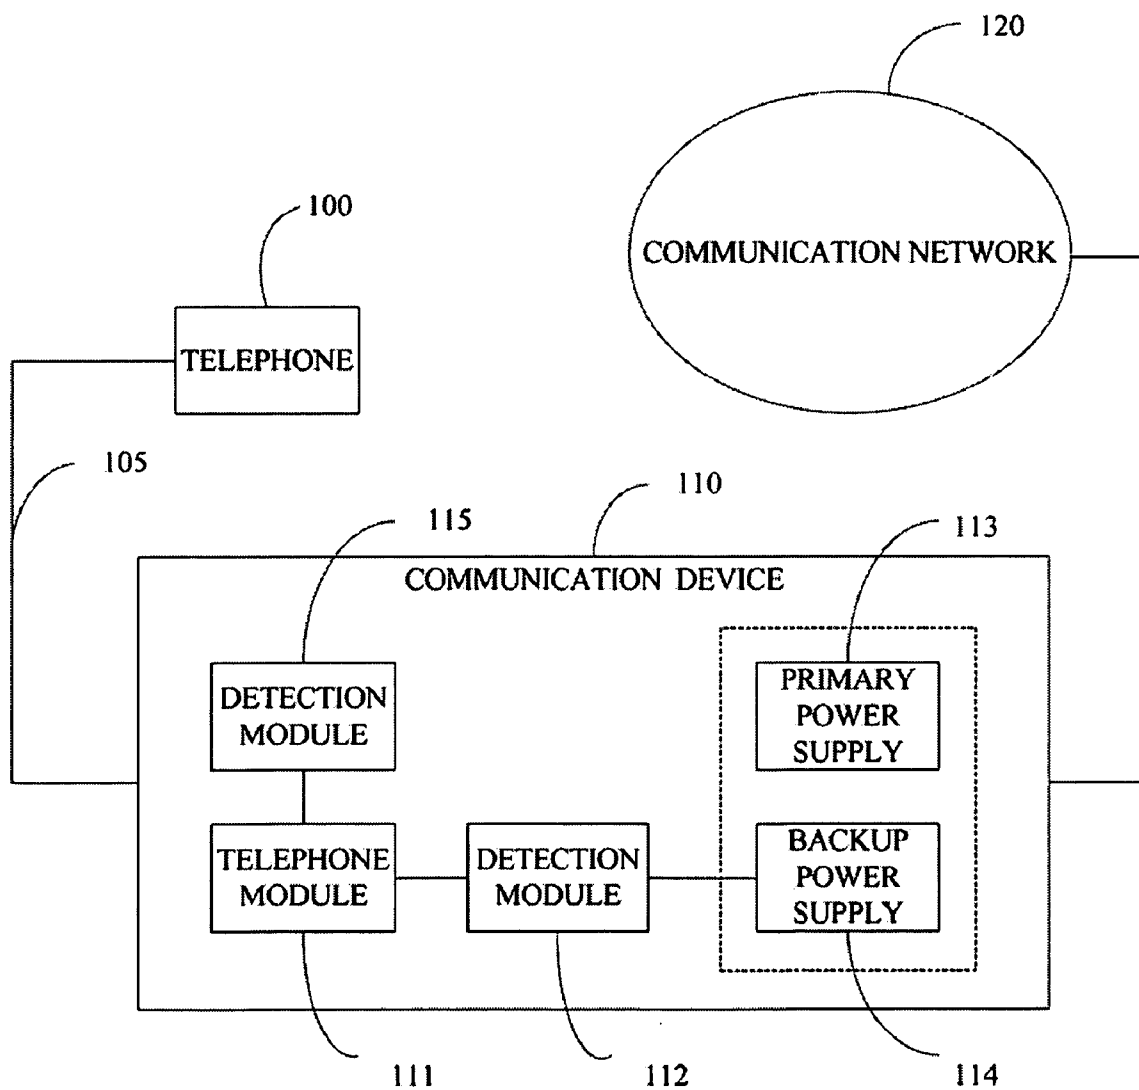 120
100
COMMUNICATION NETWORK
TELEPHONE
105
110
115
113
COMMUNICATION DEVICE
DETECTION
MODULE
PRIMARY
POWER
SUPPLY
TELEPHONE
MODULE
DETECTION
MODULE
BACKUP
POWER
SUPPLY
111
112
114